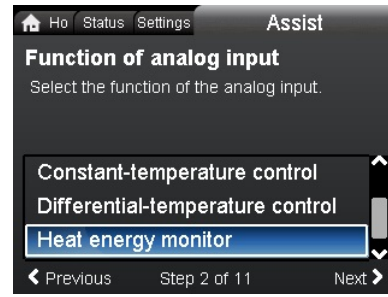 Ho Status Settings Assist
Function of analog input
Select the function of the analog input.
Constant-temperature control
Differential-temperature control
Heat energy monitor
Previous Step 2 of 11 Next